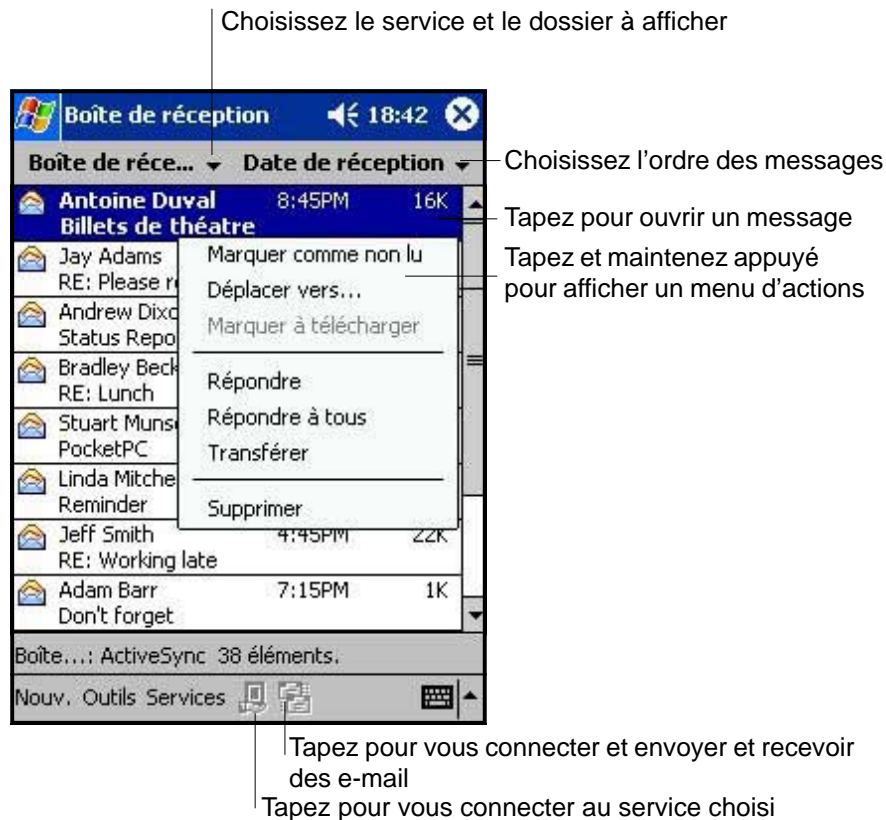 Choisissez le service et le dossier à afficher
Boîte de réception 18:42
Boîte de réce... Date de réception
Choisissez l'ordre des messages
Antoine Duval 8:45PM 16K
Billets de théatre
Tapez pour ouvrir un message
Tapez et maintenez appuyé
pour afficher un menu d'actions
Jay Adams
RE: Please
Andrew
Status
Bradley
RE: Lunch
Stuart
PocketPC
Linda
Reminder
Marquer comme non lu
Déplacer vers...
Marquer à télécharger
Répondre
Répondre à tous
Transférer
Supprimer
Jeff Smith 4:45PM 22K
RE: Working late
Adam Barr 7:15PM 1K
Don't forget
Boîte...: ActiveSync 38 éléments.
Nouv. Outils Services
Tapez pour vous connecter et envoyer et recevoir
des e-mail
Tapez pour vous connecter au service choisi